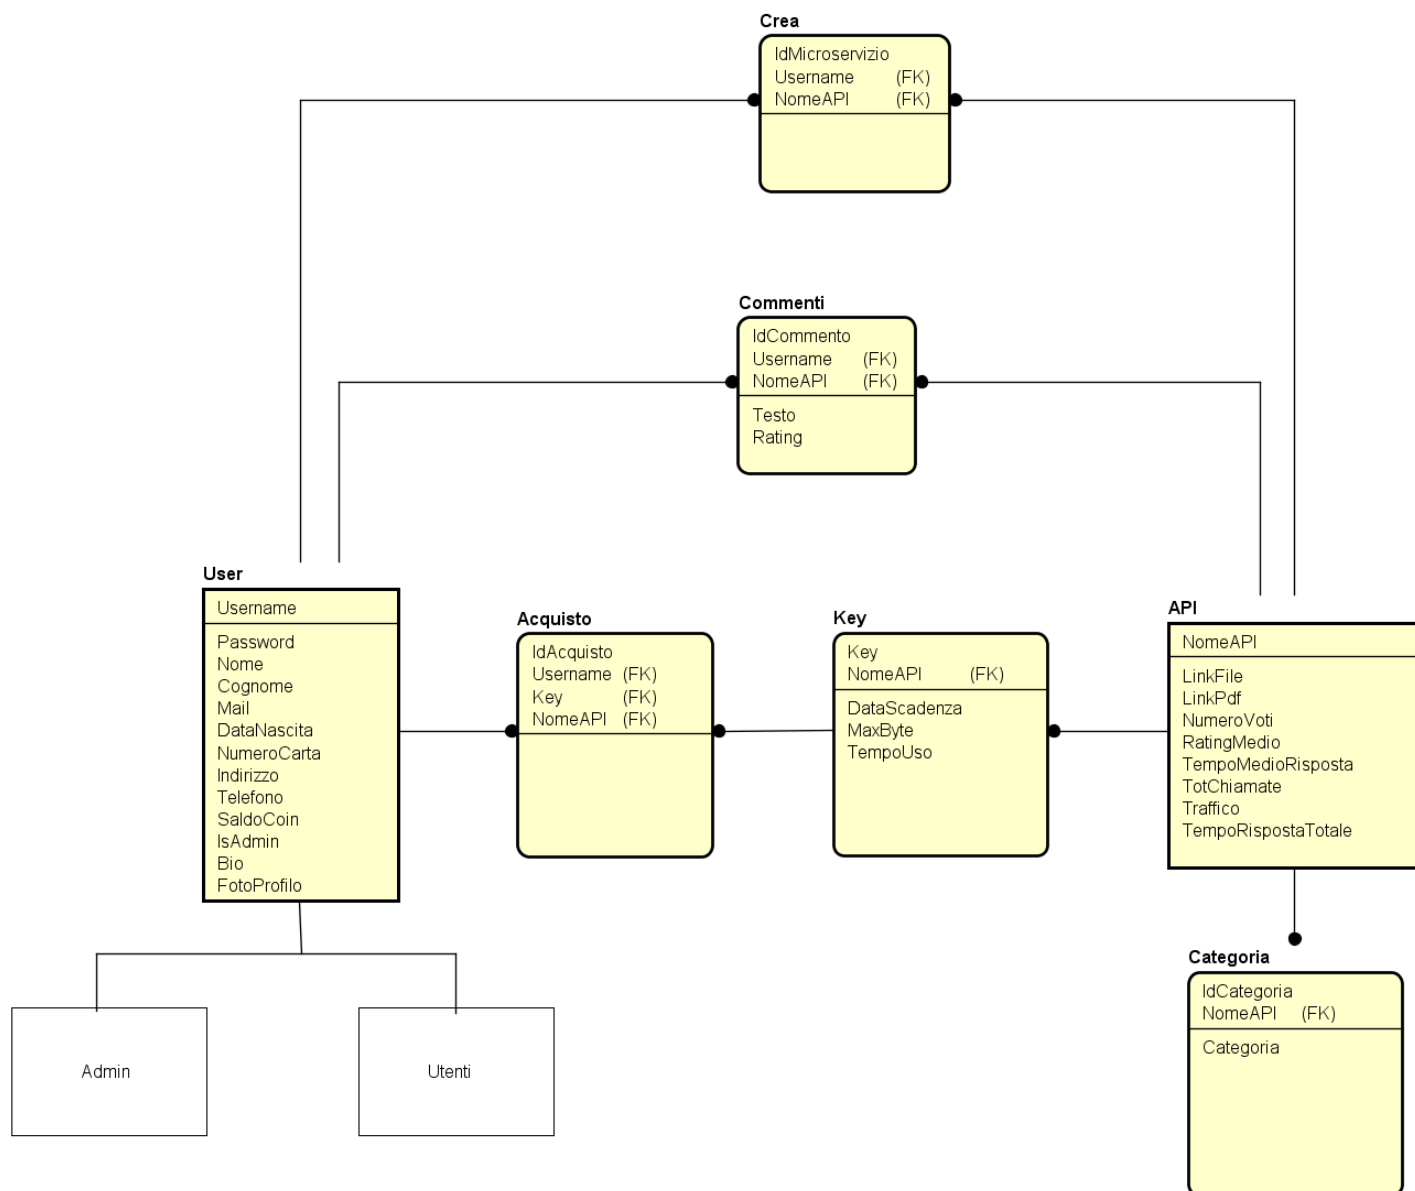 Crea
IdMicroservizio
Username (FK)
NomeAPI (FK)
Commenti
IdCommento
Username (FK)
NomeAPI (FK)
Testo
Rating
User
Username
Password
Nome
Cognome
Mail
DataNascita
NumeroCarta
Indirizzo
Telefono
SaldoCoin
IsAdmin
Bio
FotoProfilo
Acquisto
IdAcquisto
Username (FK)
Key (FK)
NomeAPI (FK)
Key
Key
NomeAPI (FK)
DataScadenza
MaxByte
TempoUso
API
NomeAPI
LinkFile
LinkPdf
NumeroVoti
RatingMedio
TempoMedioRisposta
TotChiamate
Traffico
TempoRispostaTotale
Categoria
IdCategoria
NomeAPI (FK)
Categoria
Admin
Utenti